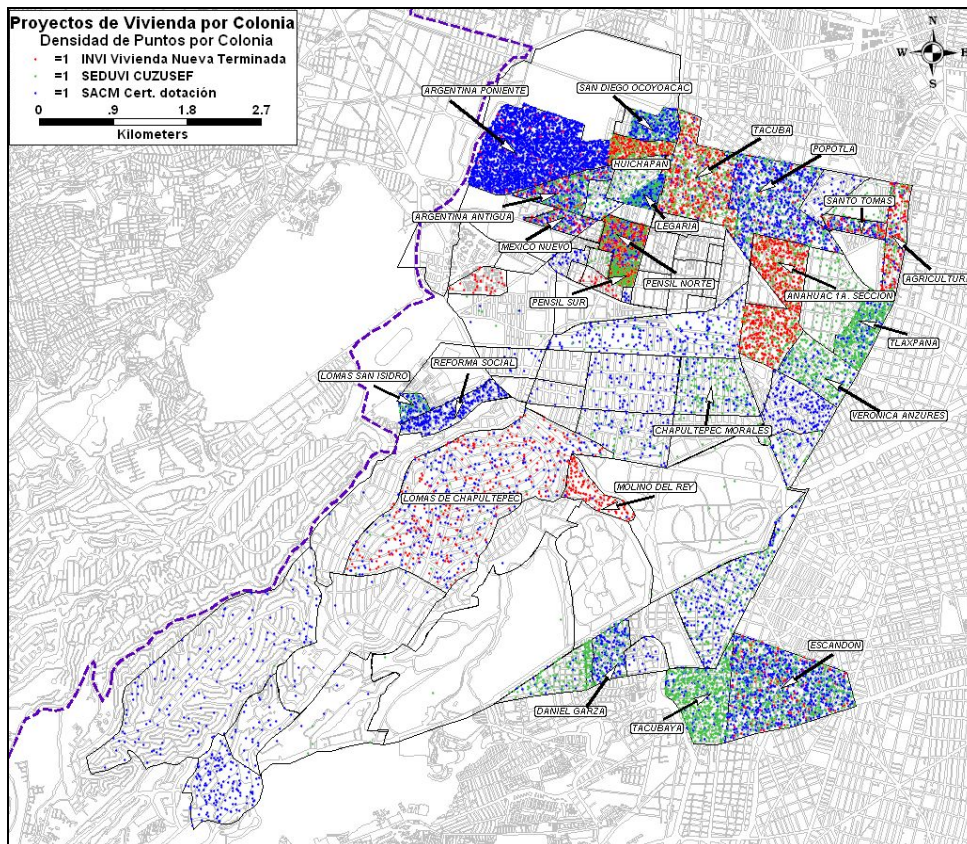 Proyectos de Vivienda por Colonia
Densidad de Puntos por Colonia
=1 INVI Vivienda Nueva Terminada
=1 SEDUVI CUZUSEF
=1 SACM Cert. dotación
0 .9 1.8 2.7
Kilometers
N
W E
S
SAN DIEGO OCOYOACAC
ARGENTINA PONIENTE
TACUBA
POPOTLA
HUICHAPAN
SANTO TOMAS
ARGENTINA ANTIGUA
LEGARIA
MEXICO NUEVO
AGRICULTURA
PENSIL NORTE
ANAHUAC 1A. SECCIÓN
PENSIL SUR
TLAXPANA
REFORMA SOCIAL
LOMAS SAN ISIDRO
VERONICA ANZURES
CHAPULTEPEC MORALES
MOLINO DEL REY
LOMAS DE CHAPULTEPEC
ESCANDON
DANIEL GARZA
TACUBAYA